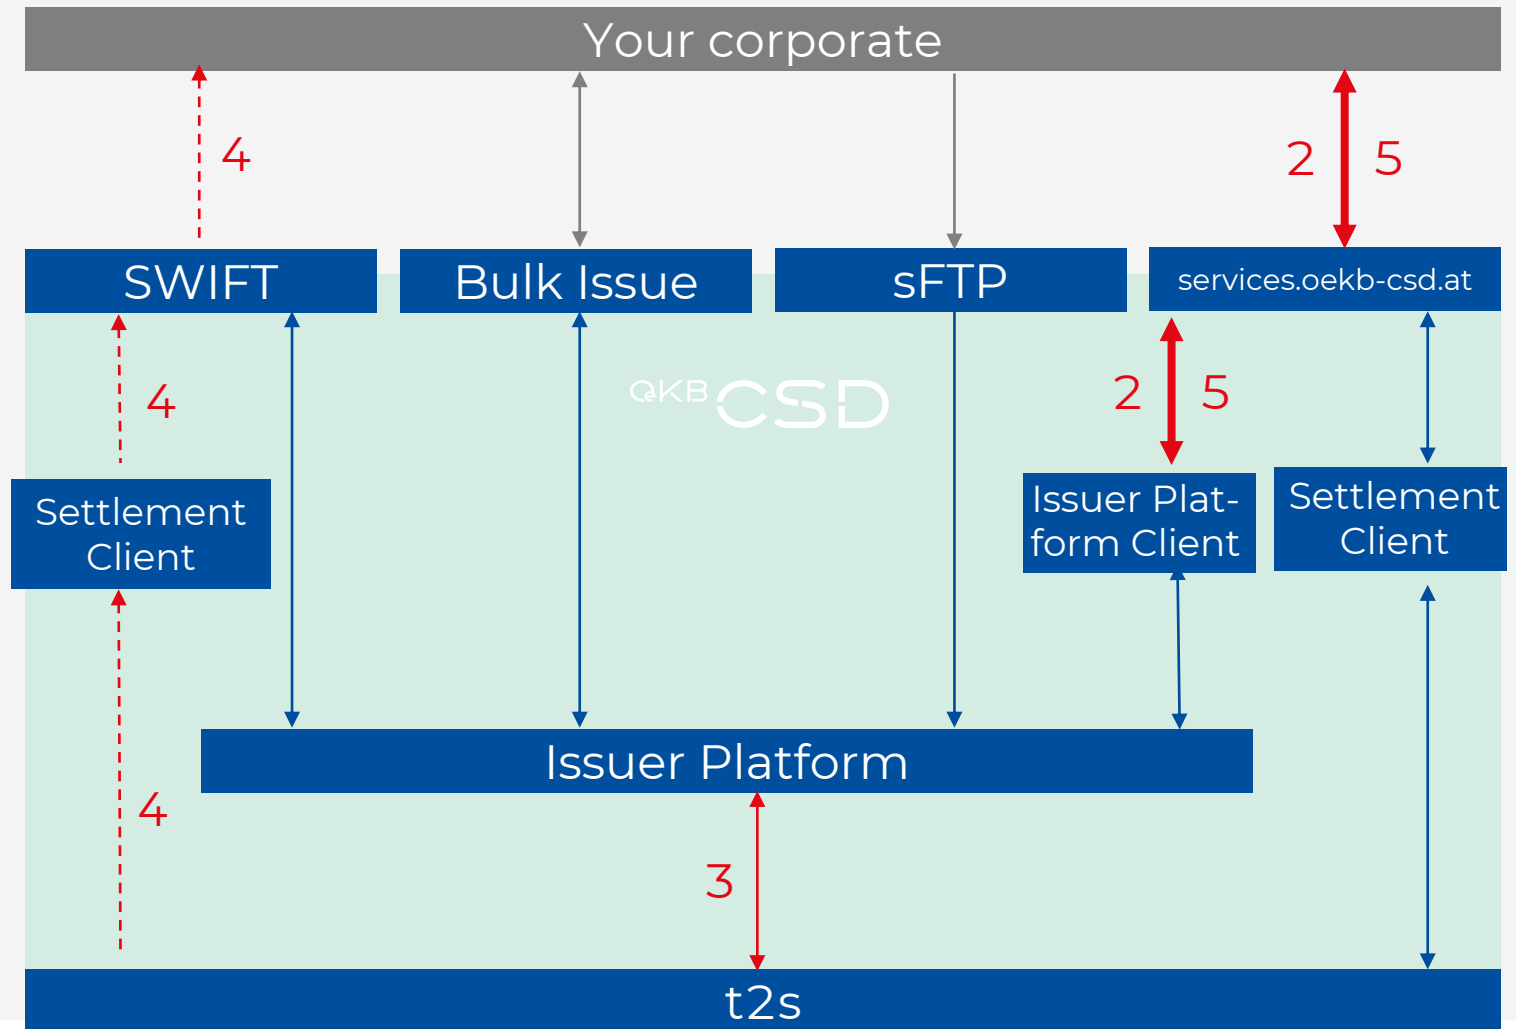 Your corporate
4
2
5
SWIFT
Bulk Issue
sFTP
services.oekb-csd.at
OeKB CSD
4
2
5
Settlement
Client
Issuer Plat-
form Client
Settlement
Client
Issuer Platform
4
3
t2s